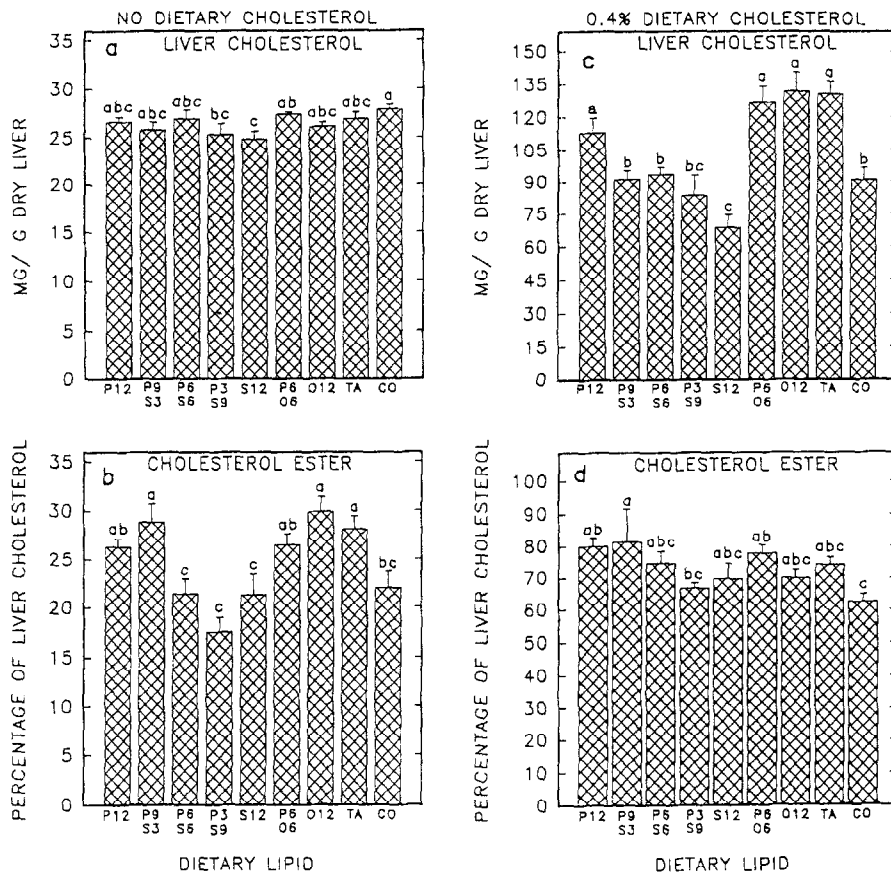 NO DIETARY CHOLESTEROL
a
LIVER CHOLESTEROL
MG/ G DRY LIVER
35
30
25
20
15
10
5
0
abc
abc
abc
bc
c
ab
abc
abc
a
P12
P9 S3
P6 S6
P3 S9
S12
P6 O6
O12
TA
CO
0.4% DIETARY CHOLESTEROL
LIVER CHOLESTEROL
c
MG/ G DRY LIVER
150
135
120
105
90
75
60
45
30
15
0
a
b
b
bc
c
a
a
a
b
P12
P9 S3
P6 S6
P3 S9
S12
P6 O6
O12
TA
CO
b
CHOLESTEROL ESTER
PERCENTAGE OF LIVER CHOLESTEROL
35
30
25
20
15
10
5
0
ab
a
c
c
c
ab
a
a
bc
P12
P9 S3
P6 S6
P3 S9
S12
P6 O6
O12
TA
CO
DIETARY LIPID
d
CHOLESTEROL ESTER
PERCENTAGE OF LIVER CHOLESTEROL
100
90
80
70
60
50
40
30
20
10
0
ab
a
abc
bc
abc
ab
abc
abc
c
P12
P9 S3
P6 S6
P3 S9
S12
P6 O6
O12
TA
CO
DIETARY LIPID